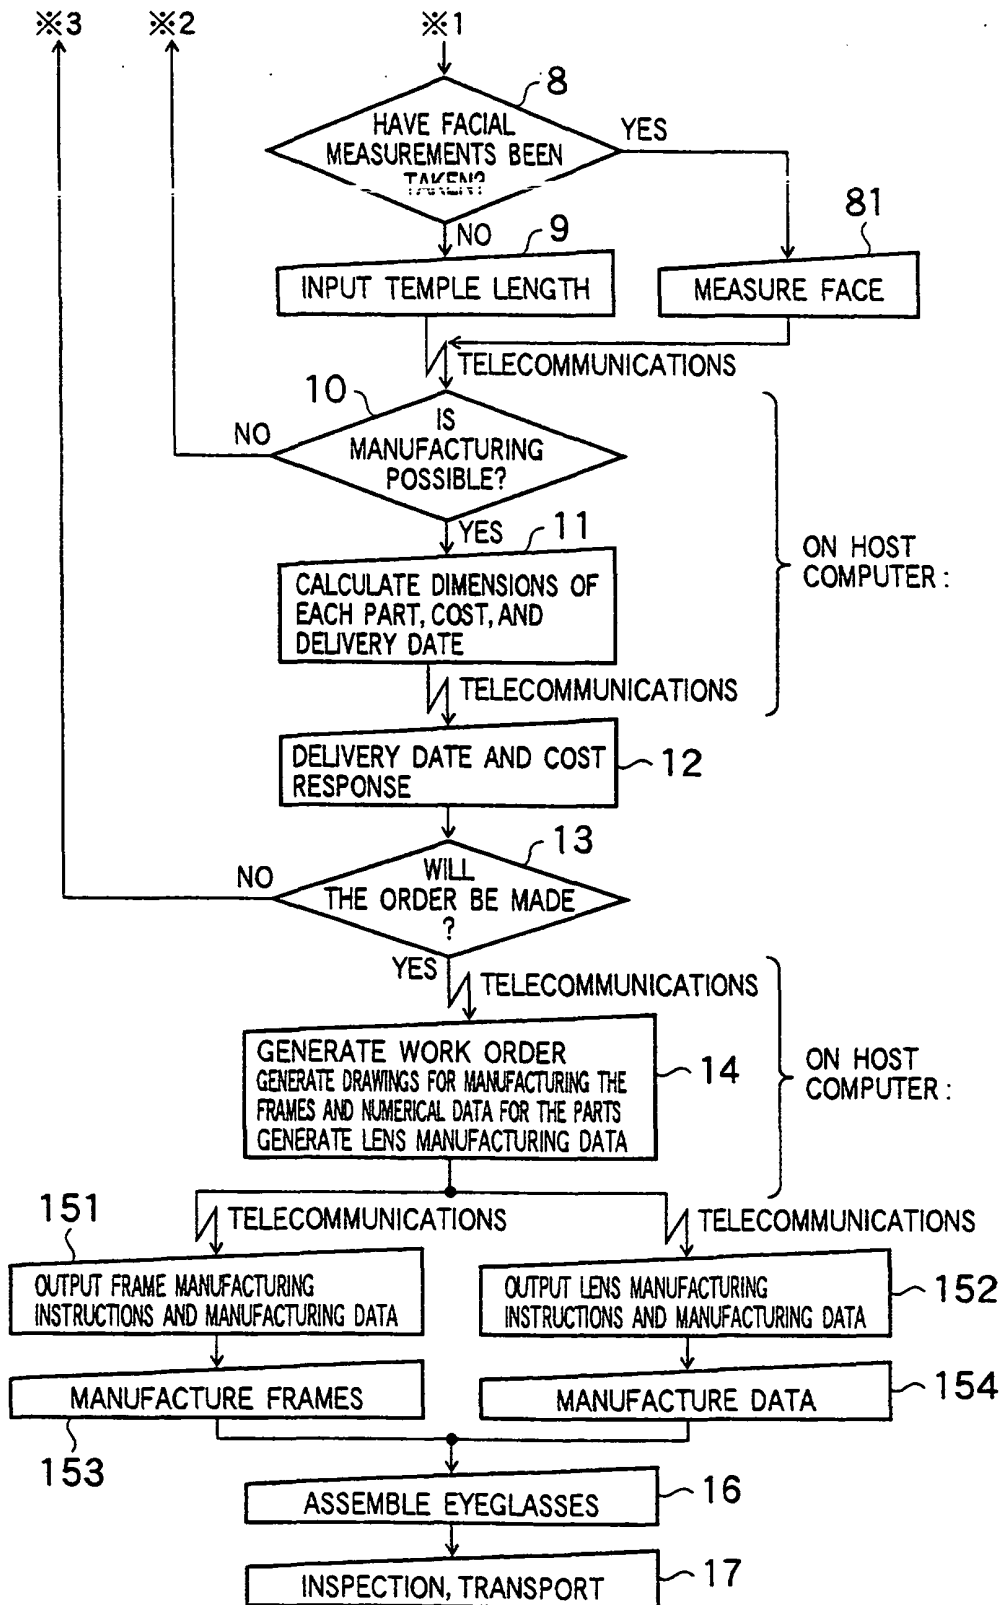 ※3
※2
※1
8
HAVE FACIAL
MEASUREMENTS BEEN
TAKEN?
YES
NO
9
INPUT TEMPLE LENGTH
81
MEASURE FACE
TELECOMMUNICATIONS
10
IS
MANUFACTURING
POSSIBLE?
NO
YES
11
CALCULATE DIMENSIONS OF
EACH PART, COST, AND
DELIVERY DATE
ON HOST
COMPUTER:
TELECOMMUNICATIONS
DELIVERY DATE AND COST
RESPONSE
12
13
WILL
THE ORDER BE MADE
?
NO
YES
TELECOMMUNICATIONS
GENERATE WORK ORDER
GENERATE DRAWINGS FOR MANUFACTURING THE
FRAMES AND NUMERICAL DATA FOR THE PARTS
GENERATE LENS MANUFACTURING DATA
14
ON HOST
COMPUTER:
151
TELECOMMUNICATIONS
TELECOMMUNICATIONS
OUTPUT FRAME MANUFACTURING
INSTRUCTIONS AND MANUFACTURING DATA
OUTPUT LENS MANUFACTURING
INSTRUCTIONS AND MANUFACTURING DATA
152
MANUFACTURE FRAMES
153
MANUFACTURE DATA
154
ASSEMBLE EYEGLASSES
16
INSPECTION, TRANSPORT
17